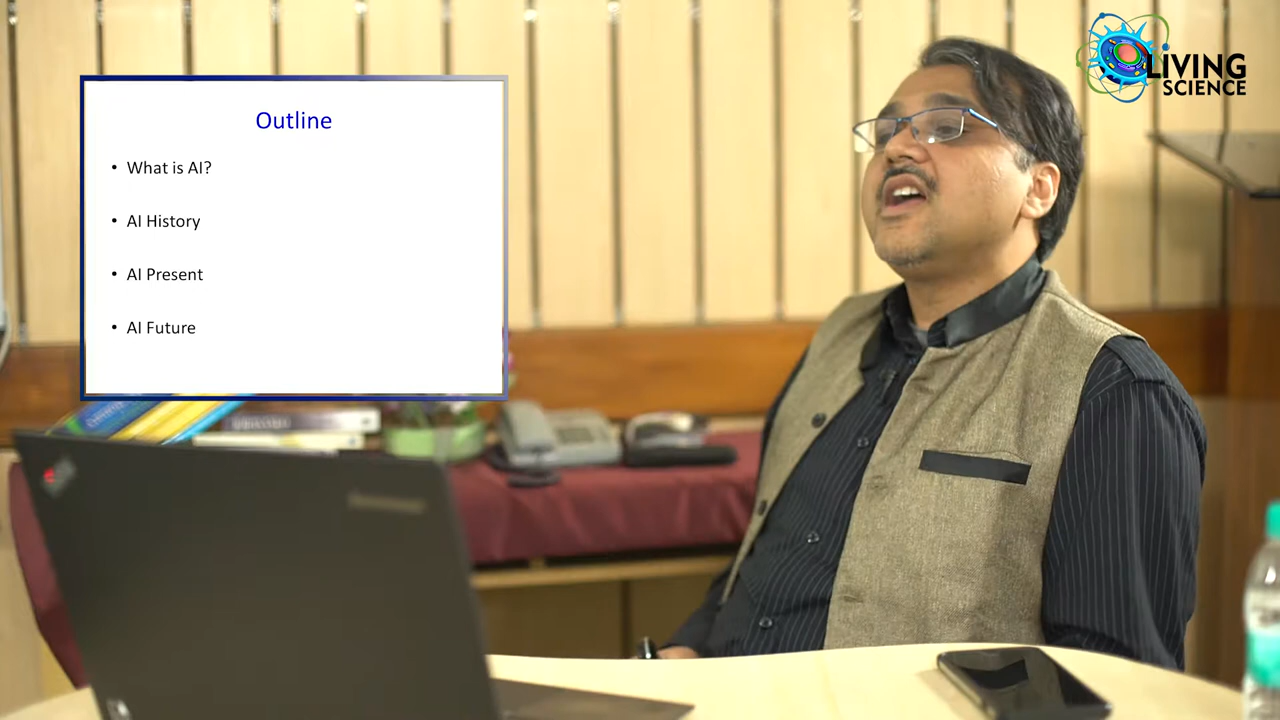 Outline
• What is AI?
• AI History
• AI Present
• AI Future
LIVING
SCIENCE